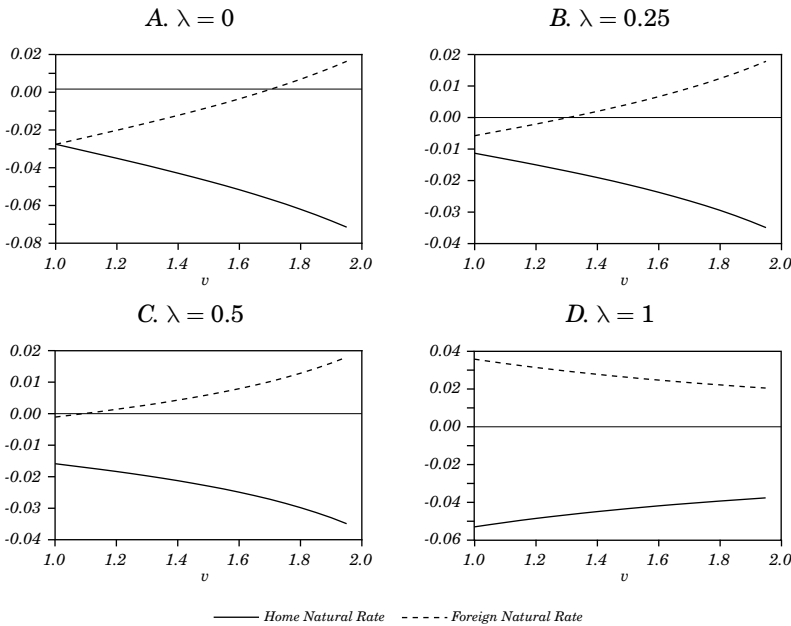 A. λ = 0
0.02
0.00
-0.02
-0.04
-0.06
-0.08
1.0 1.2 1.4 1.6 1.8 2.0
υ
B. λ = 0.25
0.02
0.01
0.00
-0.01
-0.02
-0.03
-0.04
1.0 1.2 1.4 1.6 1.8 2.0
υ
C. λ = 0.5
0.02
0.01
0.00
-0.01
-0.02
-0.03
-0.04
1.0 1.2 1.4 1.6 1.8 2.0
υ
D. λ = 1
0.04
0.02
0.00
-0.02
-0.04
-0.06
1.0 1.2 1.4 1.6 1.8 2.0
υ
Home Natural Rate Foreign Natural Rate